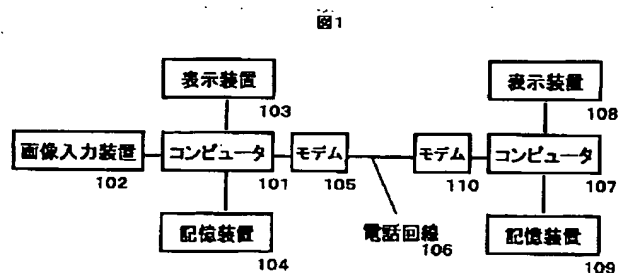 図1
表示装置
103
表示装置
108
画像入力装置
102
コンピュータ
101
モデム
105
モデム
110
コンピュータ
107
記憶装置
104
電話回線
106
記憶装置
109